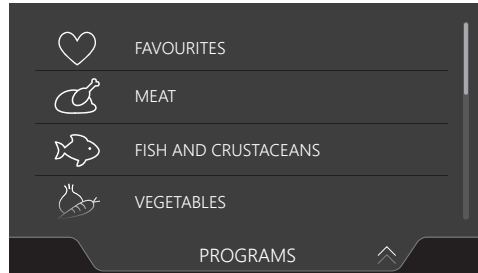 FAVOURITES
MEAT
FISH AND CRUSTACEANS
VEGETABLES
PROGRAMS